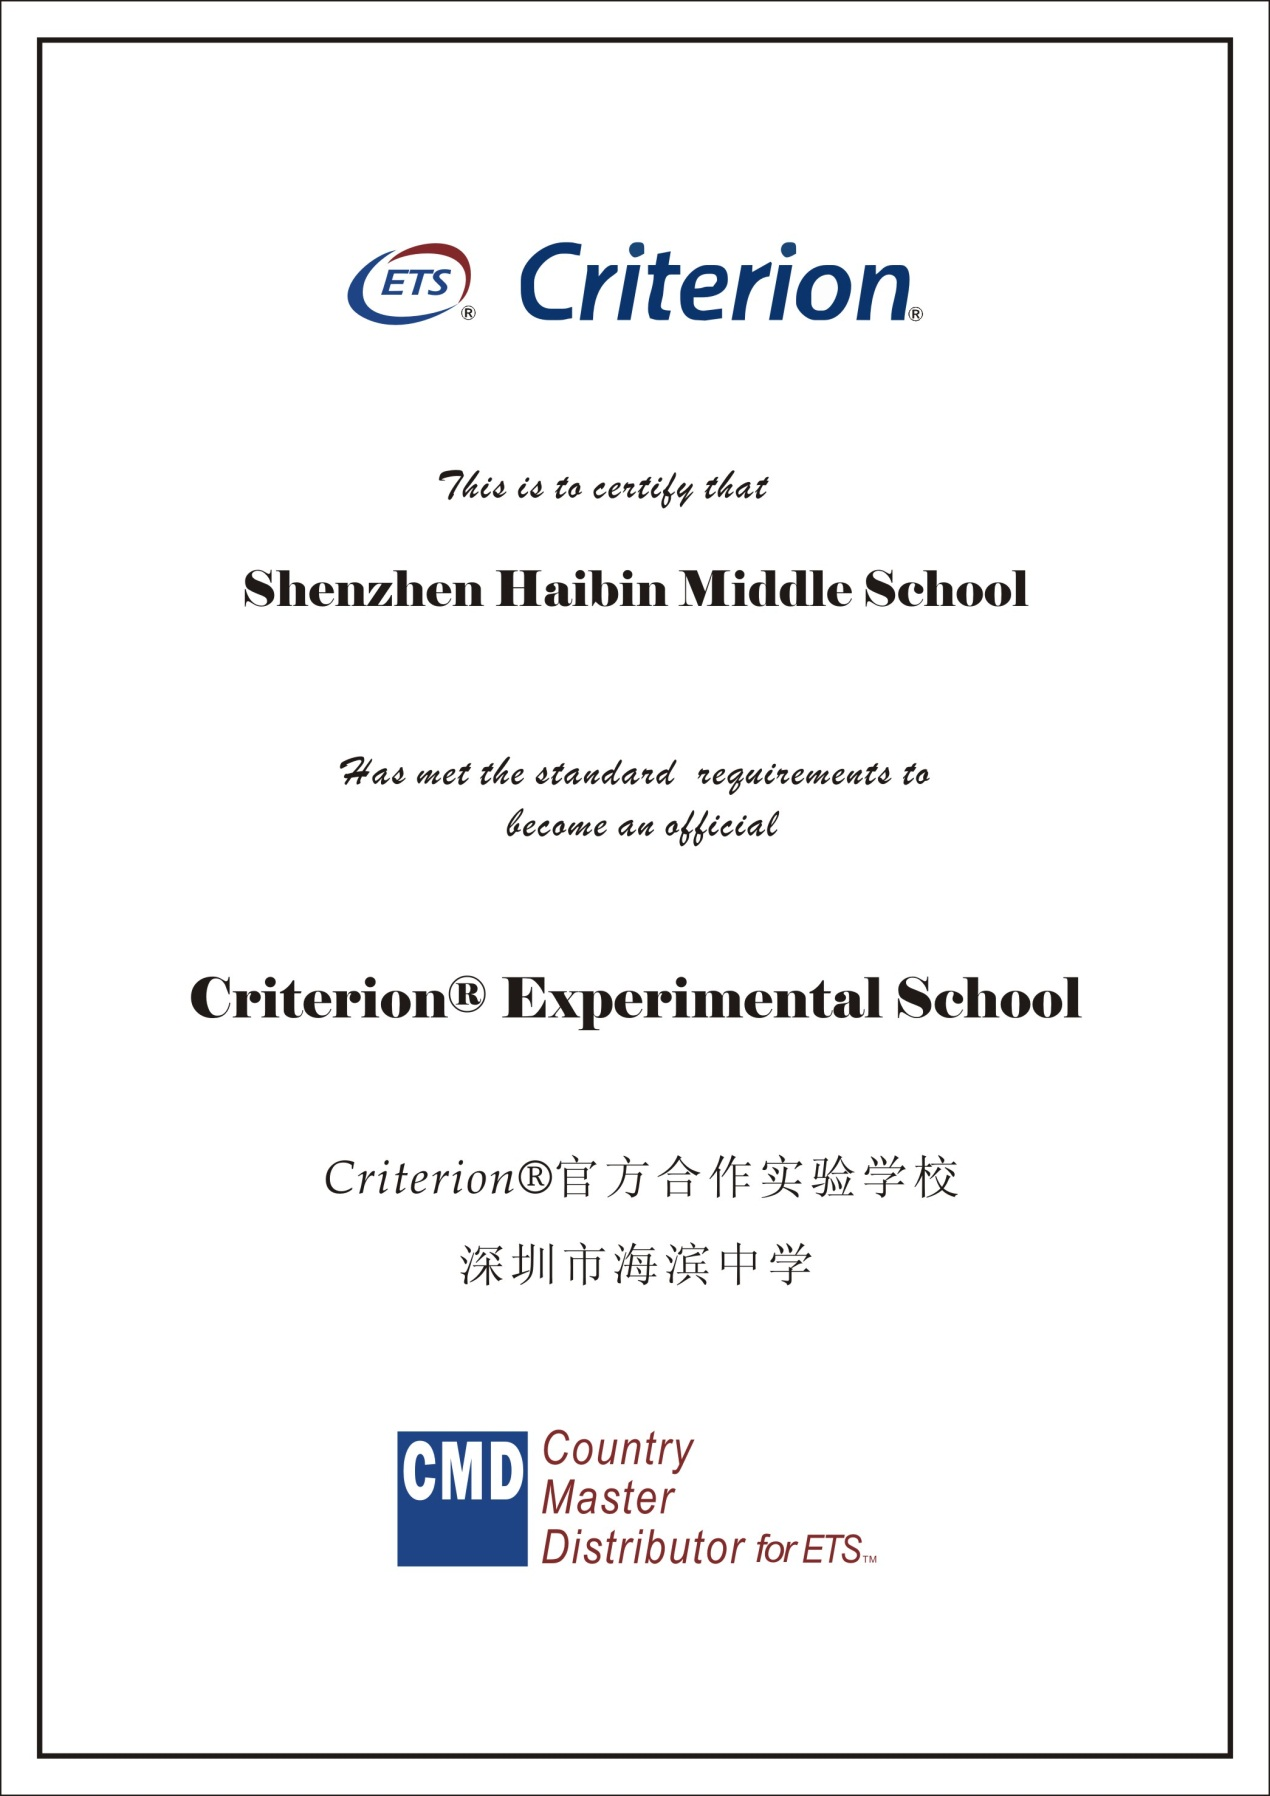 ETS® Criterion®
This is to certify that
Shenzhen Haibin Middle School
Has met the standard requirements to
become an official
Criterion® Experimental School
Criterion®官方合作实验学校
深圳市海滨中学
CMD Country
Master
Distributor for ETS™